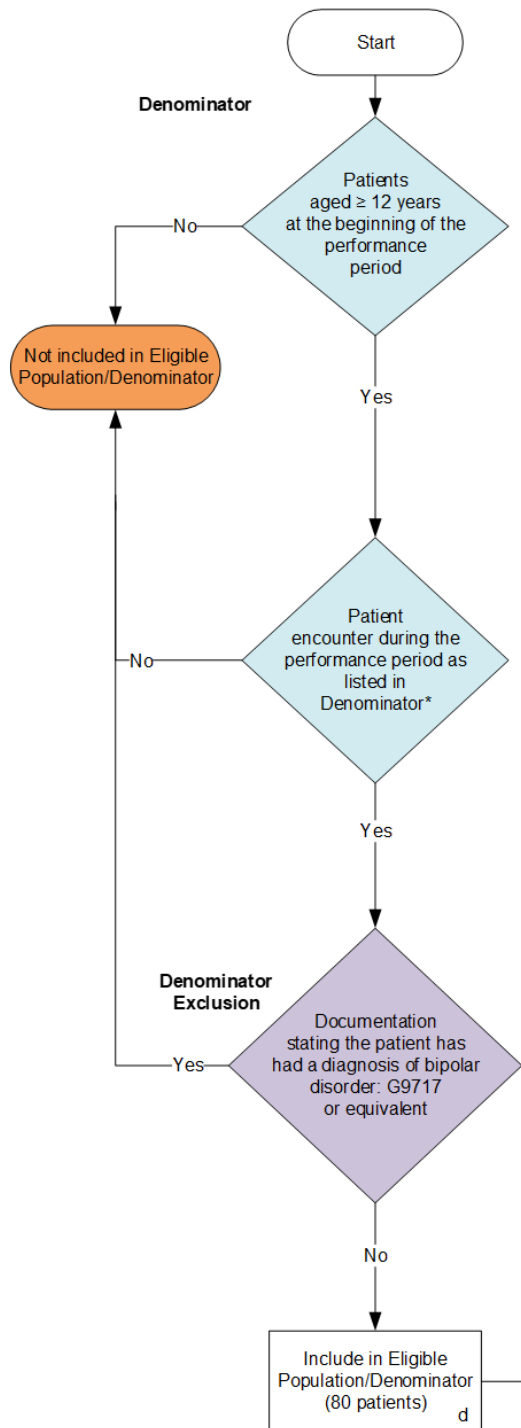 Start
Denominator
Patients
aged ≥ 12 years
at the beginning of the
performance
period
No
Not included in Eligible
Population/Denominator
Yes
Patient
encounter during the
performance period as
listed in
Denominator*
No
Yes
Denominator
Exclusion
Documentation
stating the patient has
had a diagnosis of bipolar
disorder: G9717
or equivalent
Yes
No
Include in Eligible
Population/Denominator
(80 patients)
d